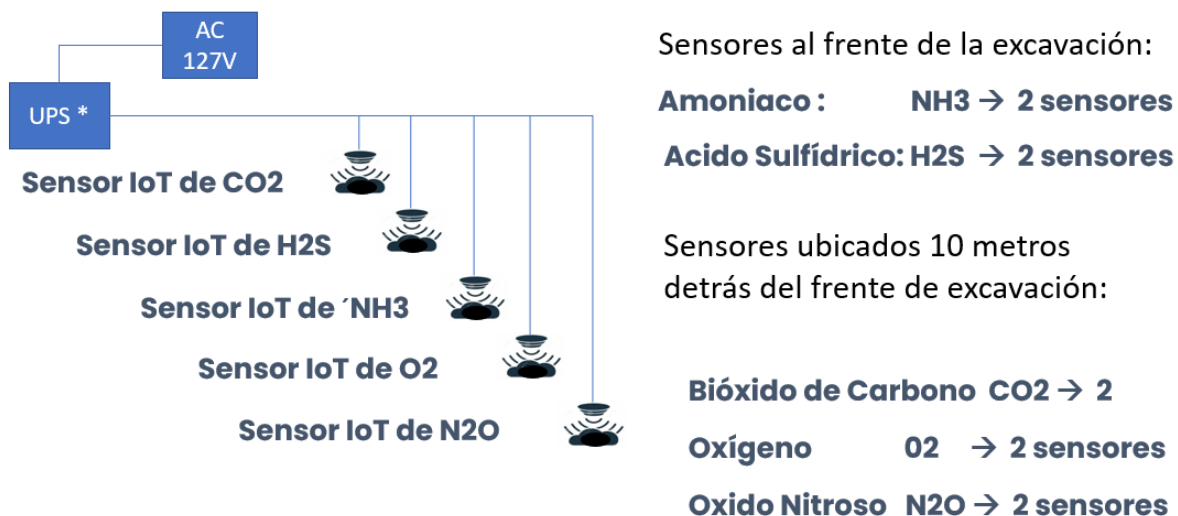 AC
127V
UPS *
Sensor IoT de CO2
Sensor IoT de H2S
Sensor IoT de ´NH3
Sensor IoT de O2
Sensor IoT de N2O
Sensores al frente de la excavación:
Amoniaco : NH3 → 2 sensores
Acido Sulfídrico: H2S → 2 sensores
Sensores ubicados 10 metros
detrás del frente de excavación:
Bióxido de Carbono CO2 → 2
Oxígeno 02 → 2 sensores
Oxido Nitroso N2O → 2 sensores